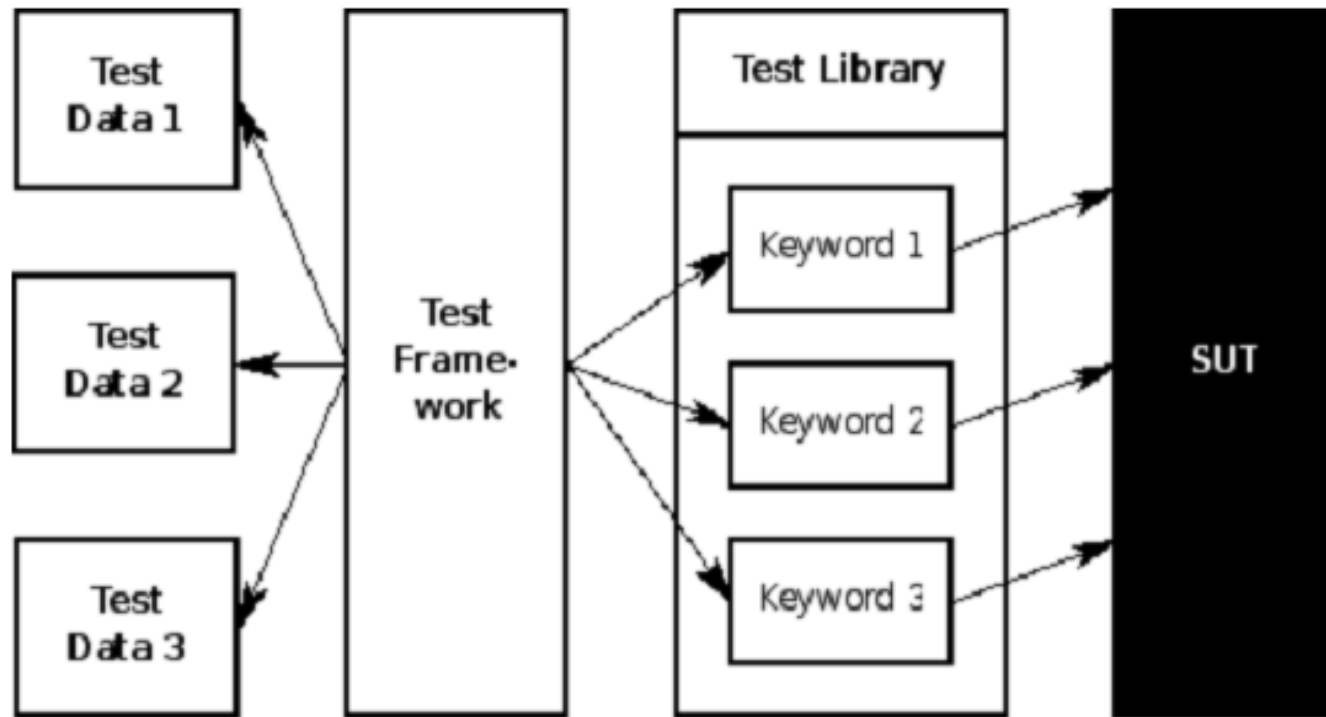 Test
Data 1
Test
Data 2
Test
Data 3
Test
Frame-
work
Test Library
Keyword 1
Keyword 2
Keyword 3
SUT